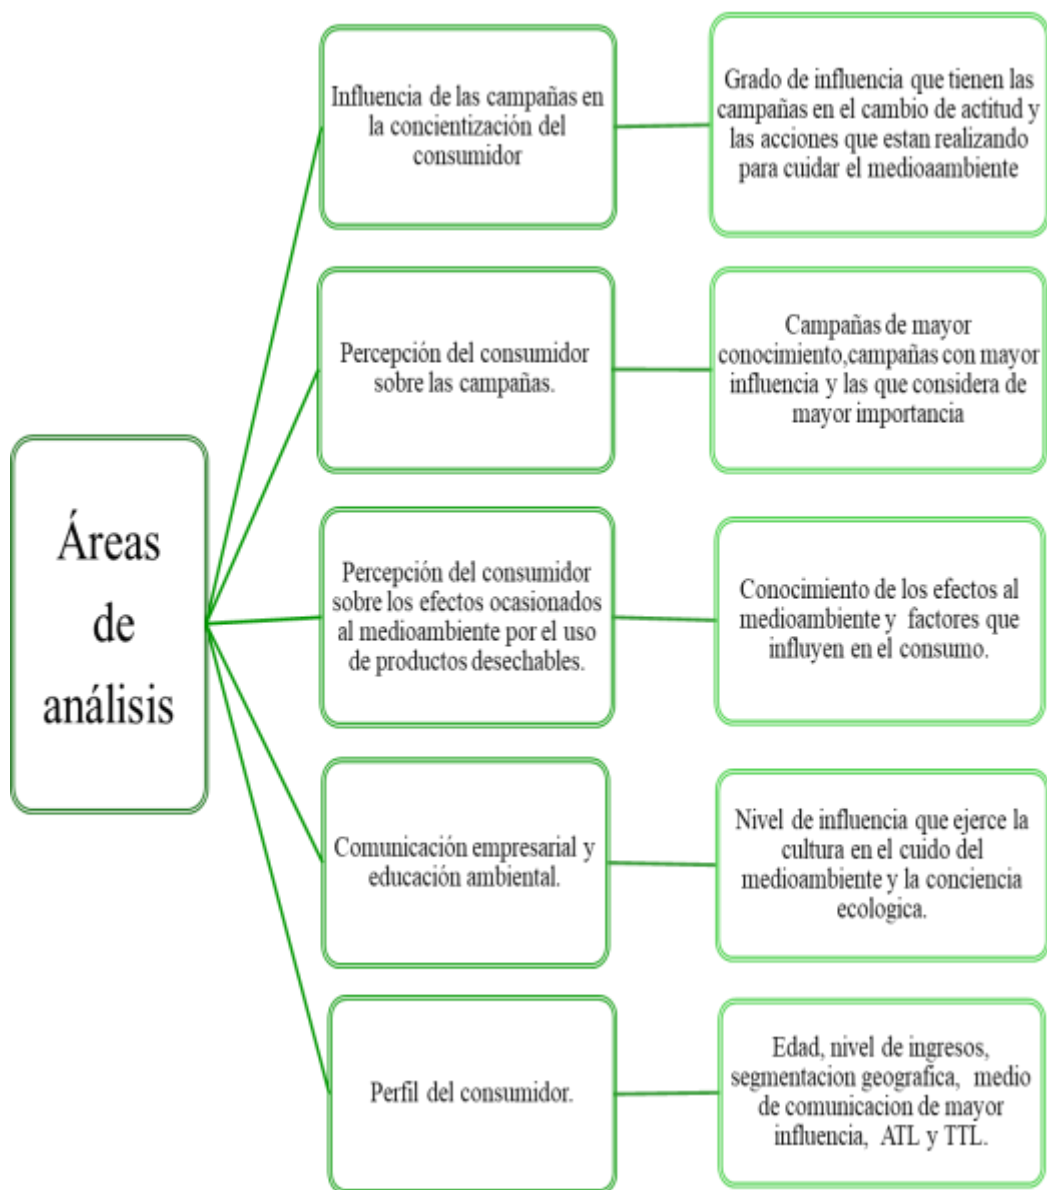 Áreas
de
análisis
Influencia de las campañas en
la concientización del
consumidor
Grado de influencia que tienen las
campañas en el cambio de actitud y
las acciones que estan realizando
para cuidar el medioaambiente
Percepción del consumidor
sobre las campañas.
Campañas de mayor
conocimiento,campañas con mayor
influencia y las que considera de
mayor importancia
Percepción del consumidor
sobre los efectos ocasionados
al medioambiente por el uso
de productos desechables.
Conocimiento de los efectos al
medioambiente y factores que
influyen en el consumo.
Comunicación empresarial y
educación ambiental.
Nivel de influencia que ejerce la
cultura en el cuido del
medioambiente y la conciencia
ecologica.
Perfil del consumidor.
Edad, nivel de ingresos,
segmentacion geografica, medio
de comunicacion de mayor
influencia, ATL y TTL.